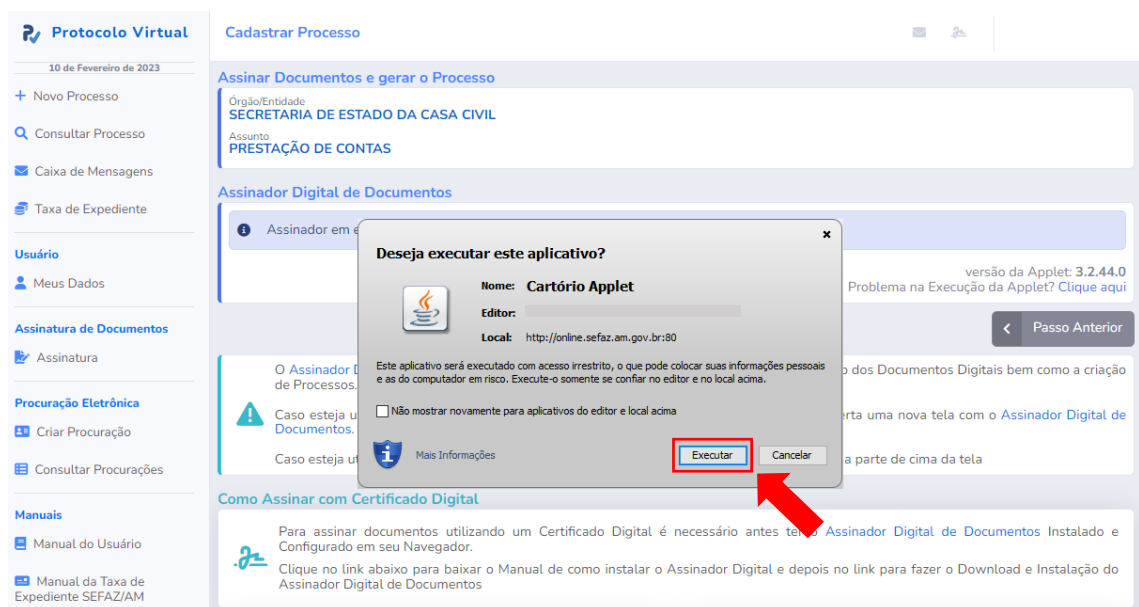 Protocolo Virtual
10 de Fevereiro de 2023
Novo Processo
Consultar Processo
Caixa de Mensagens
Taxa de Expediente
Usuário
Meus Dados
Assinatura de Documentos
Assinatura
Procuração Eletrônica
Criar Procuração
Consultar Procurações
Manuais
Manual do Usuário
Manual da Taxa de
Expediente SEFAZ/AM
Cadastrar Processo
Assinar Documentos e gerar o Processo
Órgão/Entidade
SECRETARIA DE ESTADO DA CASA CIVIL
Assunto
PRESTAÇÃO DE CONTAS
Assinador Digital de Documentos
Assinador em e
versão da Applet: 3.2.44.0
Problema na Execução da Applet? Clique aqui
Passo Anterior
Deseja executar este aplicativo?
Nome: Cartório Applet
Editor:
Local: http://online.sefaz.am.gov.br:80
Este aplicativo será executado com acesso irrestrito, o que pode colocar suas informações pessoais
e as do computador em risco. Execute-o somente se confiar no editor e no local acima.
Não mostrar novamente para aplicativos do editor e local acima
Mais Informações
Executar
Cancelar
O Assinador D o dos Documentos Digitais bem como a criação
de Processos.
Caso esteja u erta uma nova tela com o Assinador Digital de
Documentos.
Caso esteja ut a parte de cima da tela
Como Assinar com Certificado Digital
Para assinar documentos utilizando um Certificado Digital é necessário antes ter o Assinador Digital de Documentos Instalado e
Configurado em seu Navegador.
Clique no link abaixo para baixar o Manual de como instalar o Assinador Digital e depois no link para fazer o Download e Instalação do
Assinador Digital de Documentos